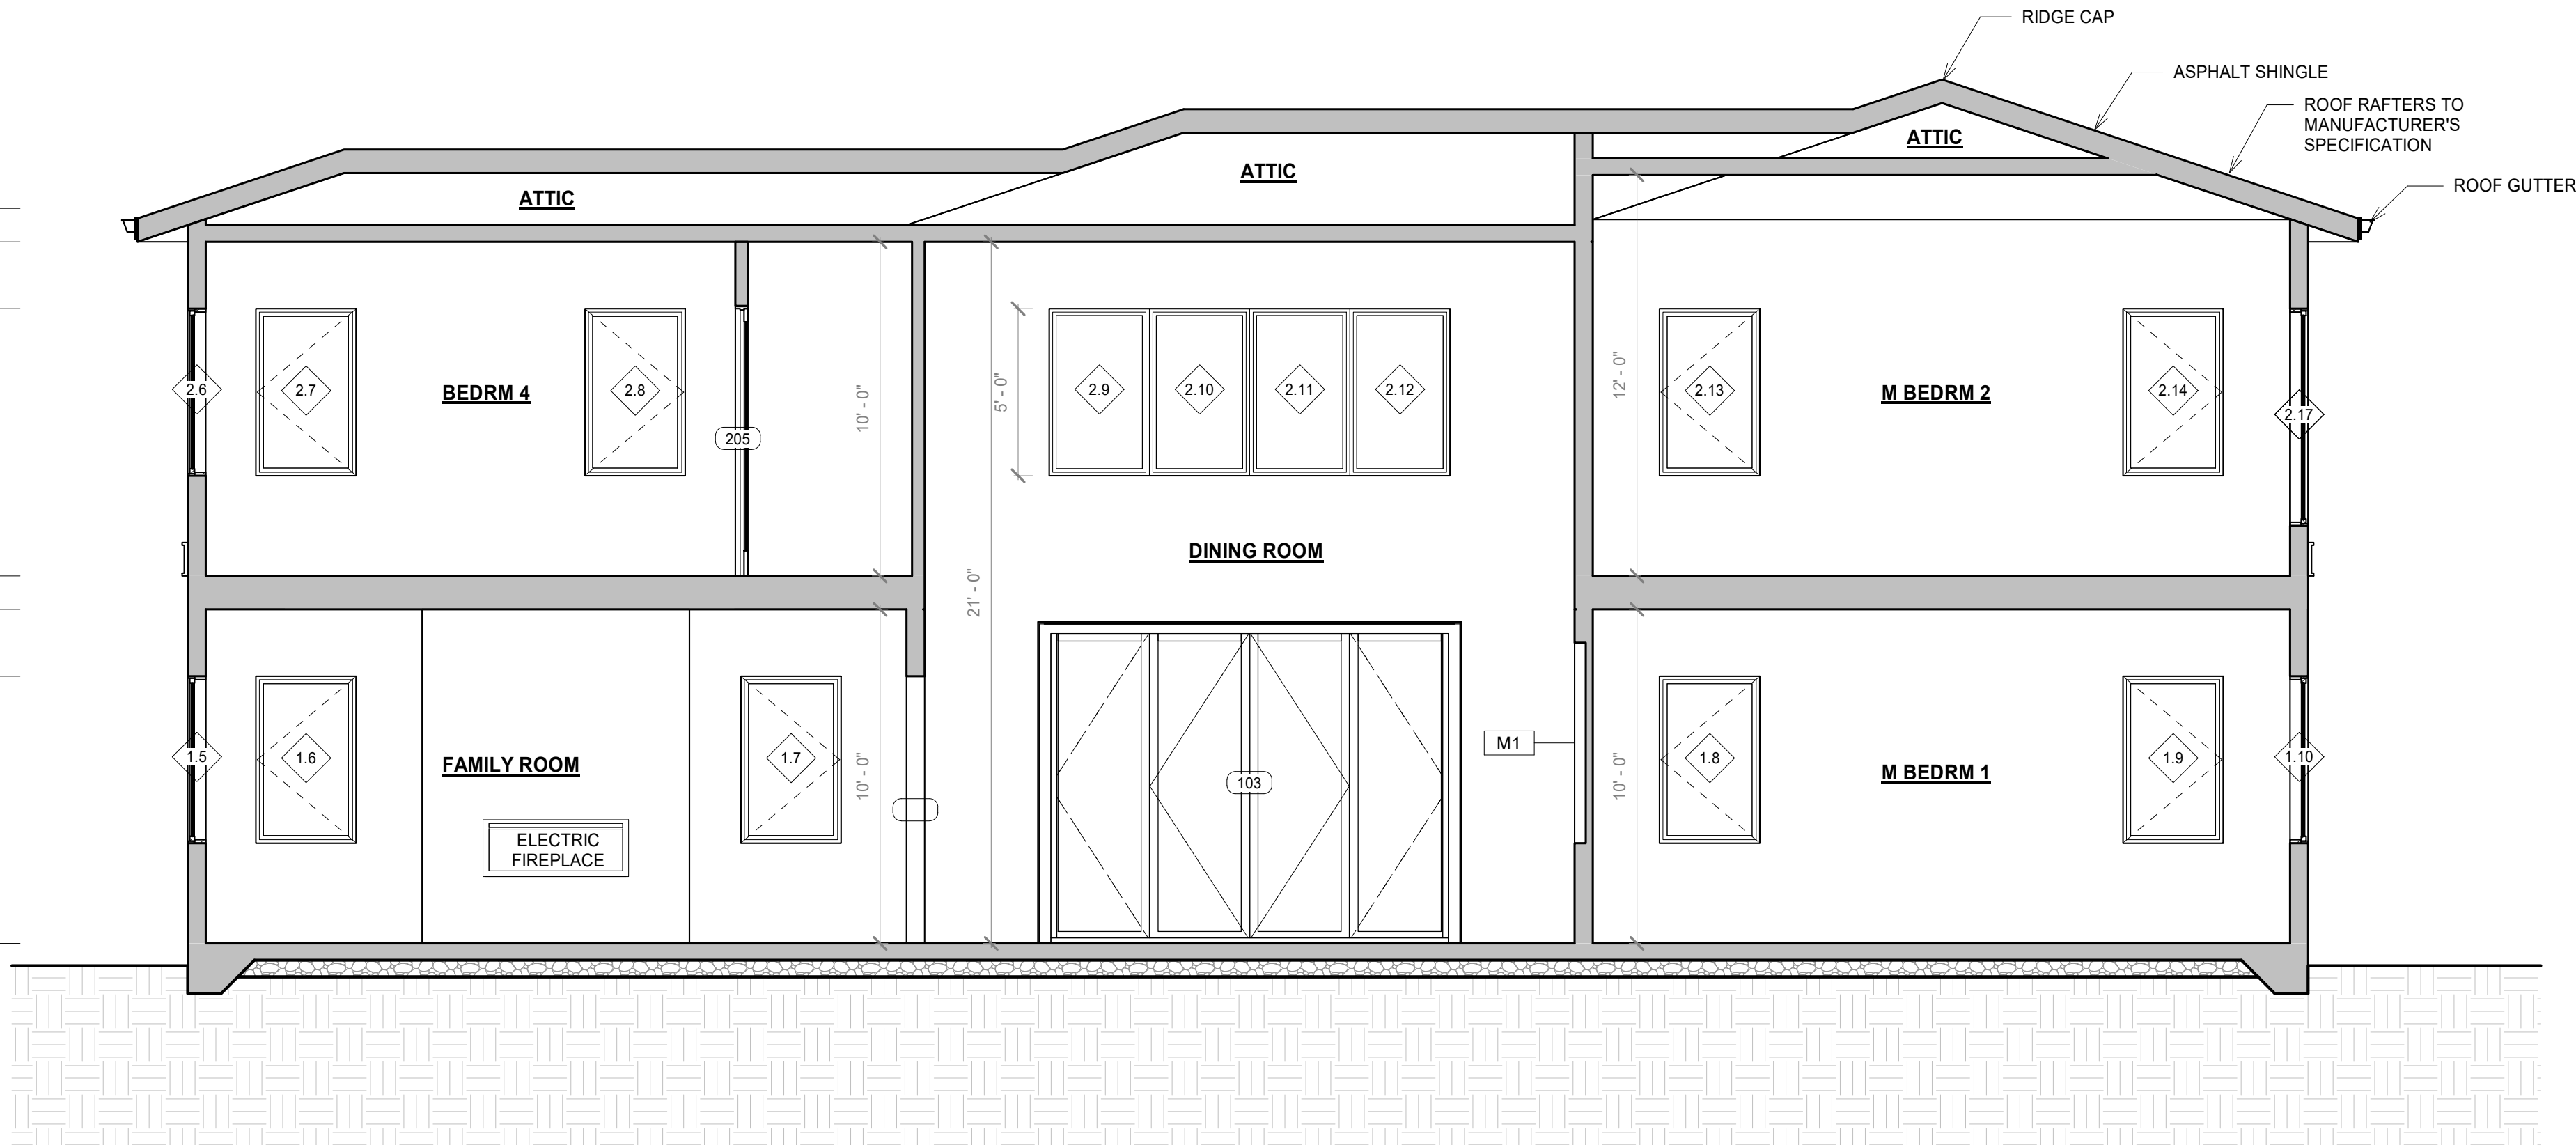 RIDGE CAP
ASPHALT SHINGLE
ROOF RAFTERS TO
MANUFACTURER'S
SPECIFICATION
ROOF GUTTER
ATTIC
ATTIC
ATTIC
2.6
2.7
BEDRM 4
2.8
205
10' - 0"
5' - 0"
2.9
2.10
2.11
2.12
12' - 0"
2.13
M BEDRM 2
2.14
2.17
DINING ROOM
21' - 0"
1.5
1.6
FAMILY ROOM
1.7
10' - 0"
ELECTRIC
FIREPLACE
103
M1
10' - 0"
1.8
M BEDRM 1
1.9
1.10